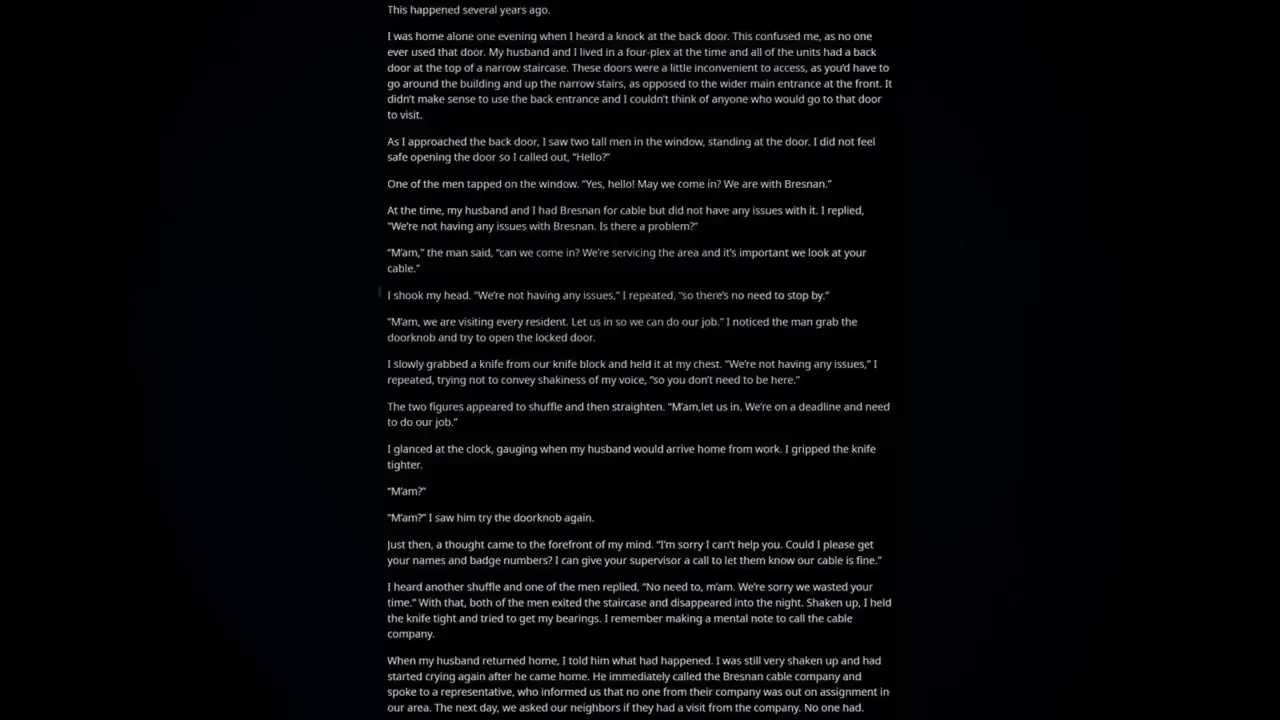 This happened several years ago.
I was home alone one evening when I heard a knock at the back door. This confused me, as no one
ever used that door. My husband and I lived in a four-plex at the time and all of the units had a back
door at the top of a narrow staircase. These doors were a little inconvenient to access, as you'd have to
go around the building and up the narrow stairs, as opposed to the wider main entrance at the front. It
didn't make sense to use the back entrance and I couldn't think of anyone who would go to that door
to visit.
As I approached the back door, I saw two tall men in the window, standing at the door. I did not feel
safe opening the door so I called out, “Hello?”
One of the men tapped on the window. “Yes, hello! May we come in? We are with Bresnan.”
At the time, my husband and I had Bresnan for cable but did not have any issues with it. I replied,
“We're not having any issues with Bresnan. Is there a problem?”
“M'am,” the man said, “can we come in? We're servicing the area and it's important we look at your
cable.”
I shook my head. “We're not having any issues,” I repeated, “so there's no need to stop by.”
“M'am, we are visiting every resident. Let us in so we can do our job.” I noticed the man grab the
doorknob and try to open the locked door.
I slowly grabbed a knife from our knife block and held it at my chest. “We're not having any issues,” I
repeated, trying not to convey shakiness of my voice, “so you don't need to be here.”
The two figures appeared to shuffle and then straighten. “M'am,let us in. We're on a deadline and need
to do our job.”
I glanced at the clock, gauging when my husband would arrive home from work. I gripped the knife
tighter.
“M'am?”
“M'am?” I saw him try the doorknob again.
Just then, a thought came to the forefront of my mind. “I'm sorry I can't help you. Could I please get
your names and badge numbers? I can give your supervisor a call to let them know our cable is fine.”
I heard another shuffle and one of the men replied, “No need to, m'am. We're sorry we wasted your
time.” With that, both of the men exited the staircase and disappeared into the night. Shaken up, I held
the knife tight and tried to get my bearings. I remember making a mental note to call the cable
company.
When my husband returned home, I told him what had happened. I was still very shaken up and had
started crying again after he came home. He immediately called the Bresnan cable company and
spoke to a representative, who informed us that no one from their company was out on assignment in
our area. The next day, we asked our neighbors if they had a visit from the company. No one had.